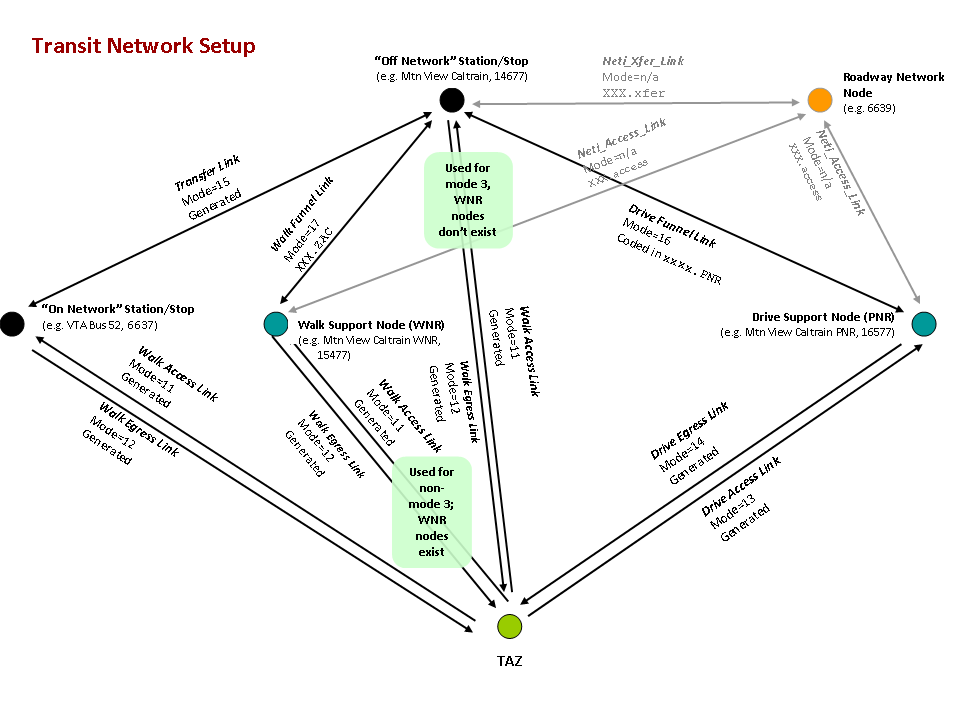 Transit Network Setup
"Off Network" Station/Stop
(e.g. Mtn View Caltrain, 14677)
Neti_Xfer_Link
Mode=n/a
XXX.xfer
Roadway Network
Node
(e.g. 6639)
Transfer Link
Mode=15
Generated
Walk Funnel Link
Mode=17
XXX.ZAC
Used for
mode 3,
WNR
nodes
don't exist
Neti_Access_Link
Mode=n/a
XXX.access
Drive Funnel Link
Mode=16
Coded in xxxx.PNR
Neti_Access_Link
Mode=n/a
XXX.access
"On Network" Station/Stop
(e.g. VTA Bus 52, 6637)
Walk Support Node (WNR)
(e.g. Mtn View Caltrain WNR,
15477)
Drive Support Node (PNR)
(e.g. Mtn View Caltrain PNR, 16577)
Walk Access Link
Mode=11
Generated
Walk Egress Link
Mode=12
Generated
Walk Access Link
Mode=11
Generated
Walk Egress Link
Mode=12
Generated
Walk Access Link
Mode=11
Generated
Walk Egress Link
Mode=12
Generated
Drive Egress Link
Mode=14
Generated
Drive Access Link
Mode=13
Generated
Used for
non-
mode 3;
WNR
nodes
exist
TAZ